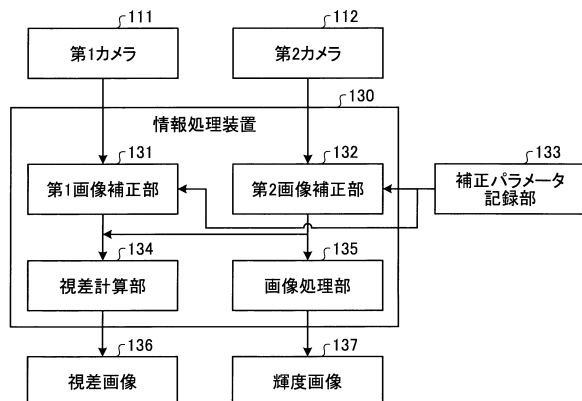 111
第1カメラ
112
第2カメラ
130
情報処理装置
131
第1画像補正部
132
第2画像補正部
133
補正パラメータ
記録部
134
視差計算部
135
画像処理部
136
視差画像
137
輝度画像